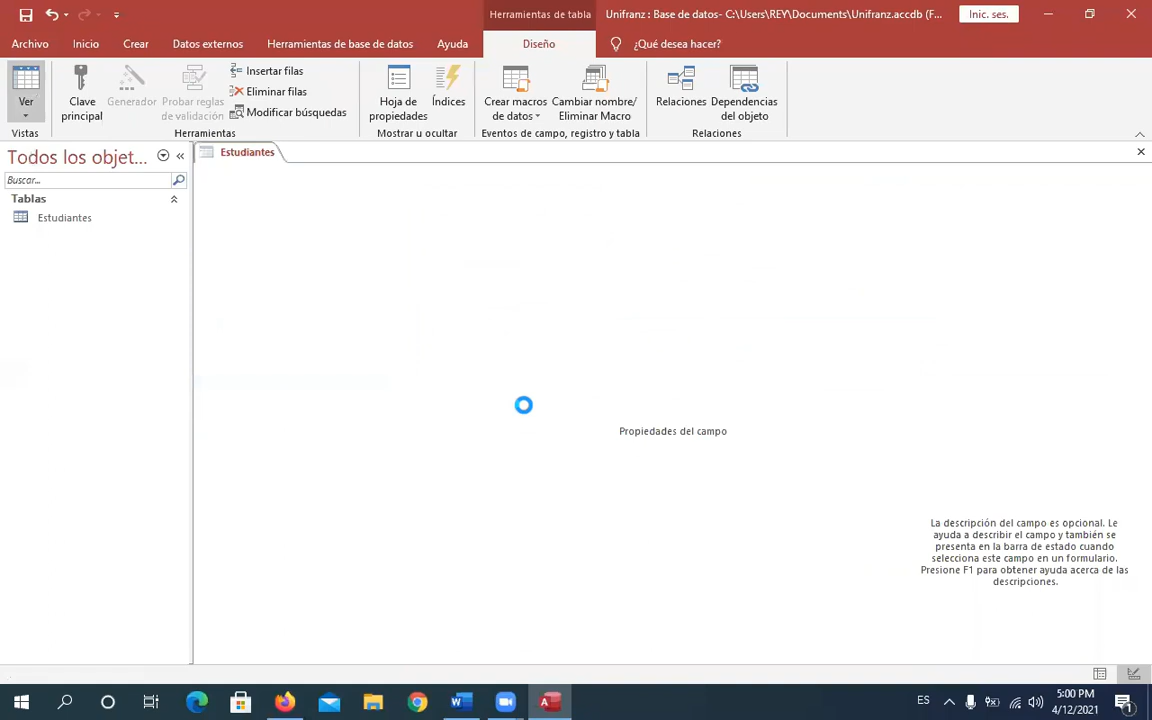 Herramientas de tabla
Unifranz : Base de datos- C:\Users\REY\Documents\Unifranz.accdb (F...
Inic. ses.
Archivo
Inicio
Crear
Datos externos
Herramientas de base de datos
Ayuda
Diseño
¿Qué desea hacer?
Ver
Clave
principal
Generador
Probar reglas
de validación
Insertar filas
Eliminar filas
Modificar búsquedas
Hoja de
propiedades
Índices
Crear macros
de datos
Cambiar nombre/
Eliminar Macro
Relaciones
Dependencias
del objeto
Vistas
Herramientas
Mostrar u ocultar
Eventos de campo, registro y tabla
Relaciones
Todos los objet...
Estudiantes
Buscar...
Tablas
Estudiantes
Propiedades del campo
La descripción del campo es opcional. Le
ayuda a describir el campo y también se
presenta en la barra de estado cuando
selecciona este campo en un formulario.
Presione F1 para obtener ayuda acerca de las
descripciones.
ES
5:00 PM
4/12/2021
1